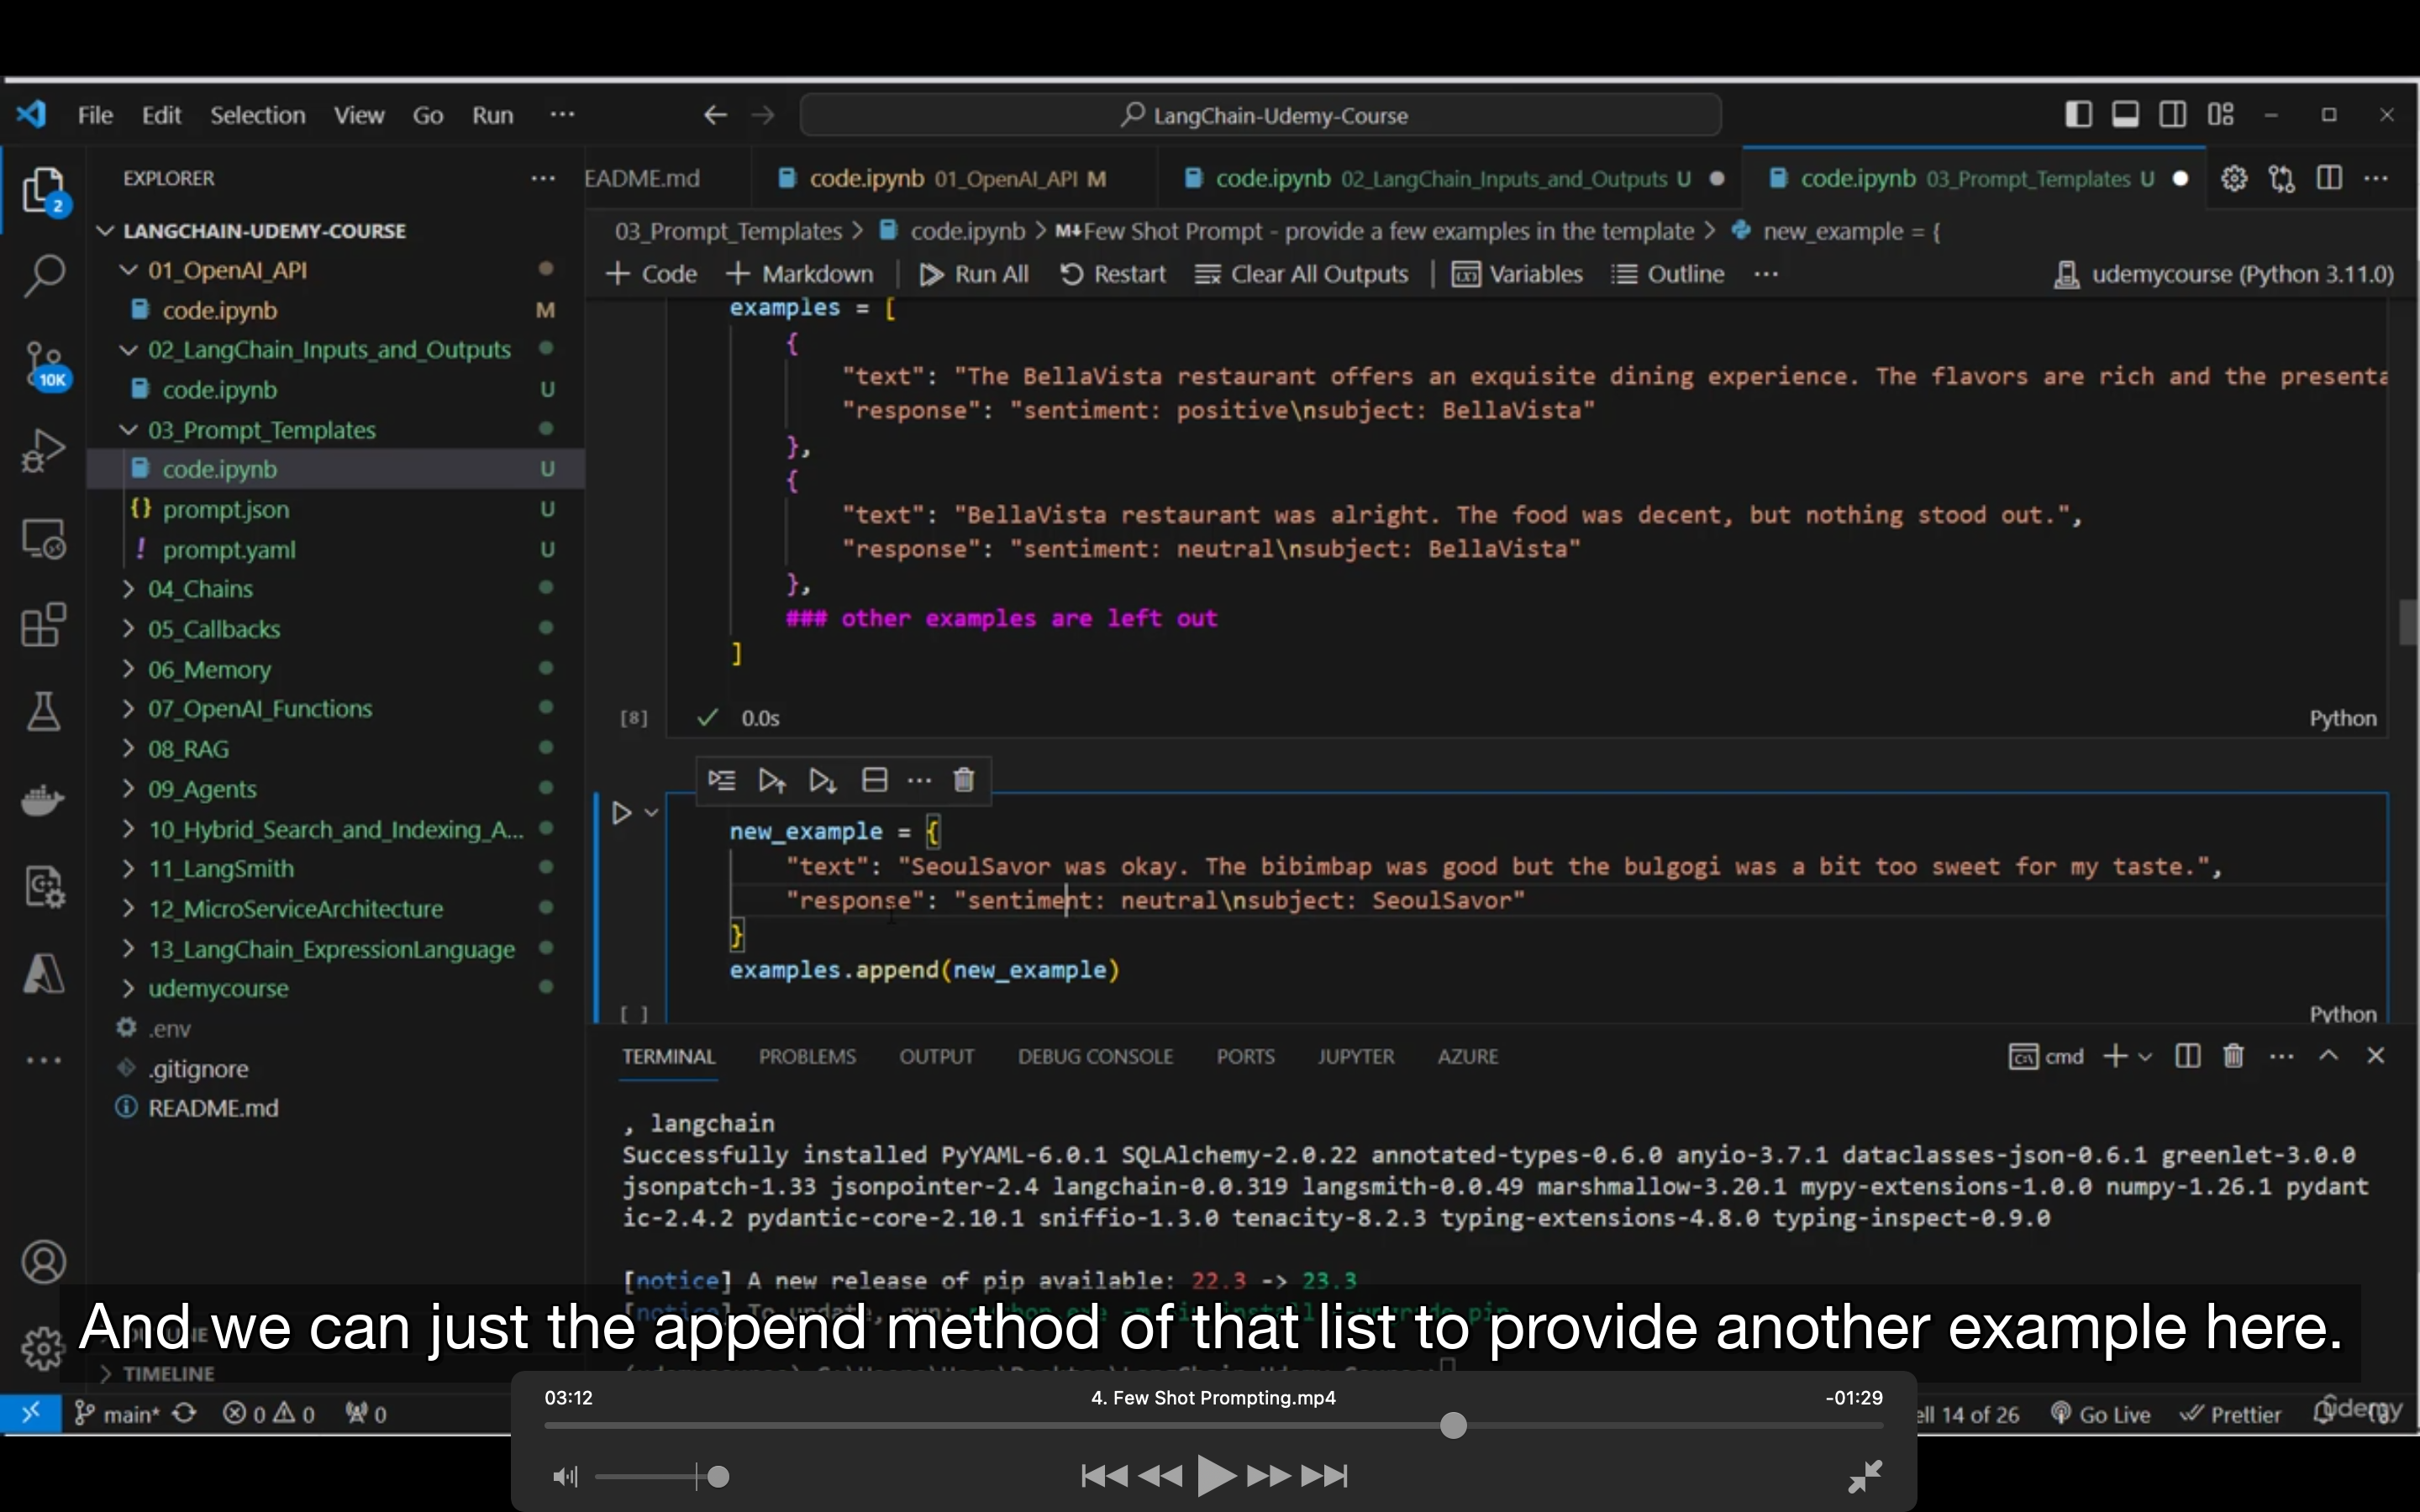 File Edit Selection View Go Run ···
LangChain-Udemy-Course
EXPLORER
2
10K
LANGCHAIN-UDEMY-COURSE
01_OpenAI_API
code.ipynb M
02_LangChain_Inputs_and_Outputs
code.ipynb U
03_Prompt_Templates
code.ipynb U
{} prompt.json U
! prompt.yaml U
04_Chains
05_Callbacks
06_Memory
07_OpenAI_Functions
08_RAG
09_Agents
10_Hybrid_Search_and_Indexing_A...
11_LangSmith
12_MicroServiceArchitecture
13_LangChain_ExpressionLanguage
udemycourse
.env
.gitignore
README.md
TIMELINE
EADME.md code.ipynb 01_OpenAI_API M code.ipynb 02_LangChain_Inputs_and_Outputs U code.ipynb 03_Prompt_Templates U
03_Prompt_Templates > code.ipynb > M↓Few Shot Prompt - provide a few examples in the template > new_example = {
+ Code + Markdown Run All Restart Clear All Outputs Variables Outline ··· udemycourse (Python 3.11.0)
examples = [
{
"text": "The BellaVista restaurant offers an exquisite dining experience. The flavors are rich and the presenta
"response": "sentiment: positive\nsubject: BellaVista"
},
{
"text": "BellaVista restaurant was alright. The food was decent, but nothing stood out.",
"response": "sentiment: neutral\nsubject: BellaVista"
},
### other examples are left out
]
[8] ✓ 0.0s Python
new_example = {
"text": "SeoulSavor was okay. The bibimbap was good but the bulgogi was a bit too sweet for my taste.",
"response": "sentiment: neutral\nsubject: SeoulSavor"
}
examples.append(new_example)
[ ] Python
TERMINAL PROBLEMS OUTPUT DEBUG CONSOLE PORTS JUPYTER AZURE cmd
, langchain
Successfully installed PyYAML-6.0.1 SQLAlchemy-2.0.22 annotated-types-0.6.0 anyio-3.7.1 dataclasses-json-0.6.1 greenlet-3.0.0
jsonpatch-1.33 jsonpointer-2.4 langchain-0.0.319 langsmith-0.0.49 marshmallow-3.20.1 mypy-extensions-1.0.0 numpy-1.26.1 pydant
ic-2.4.2 pydantic-core-2.10.1 sniffio-1.3.0 tenacity-8.2.3 typing-extensions-4.8.0 typing-inspect-0.9.0
[notice] A new release of pip available: 22.3 -> 23.3
And we can just the append method of that list to provide another example here.
03:12 4. Few Shot Prompting.mp4 -01:29
main* 0 0 0 ell 14 of 26 Go Live Prettier
Udemy